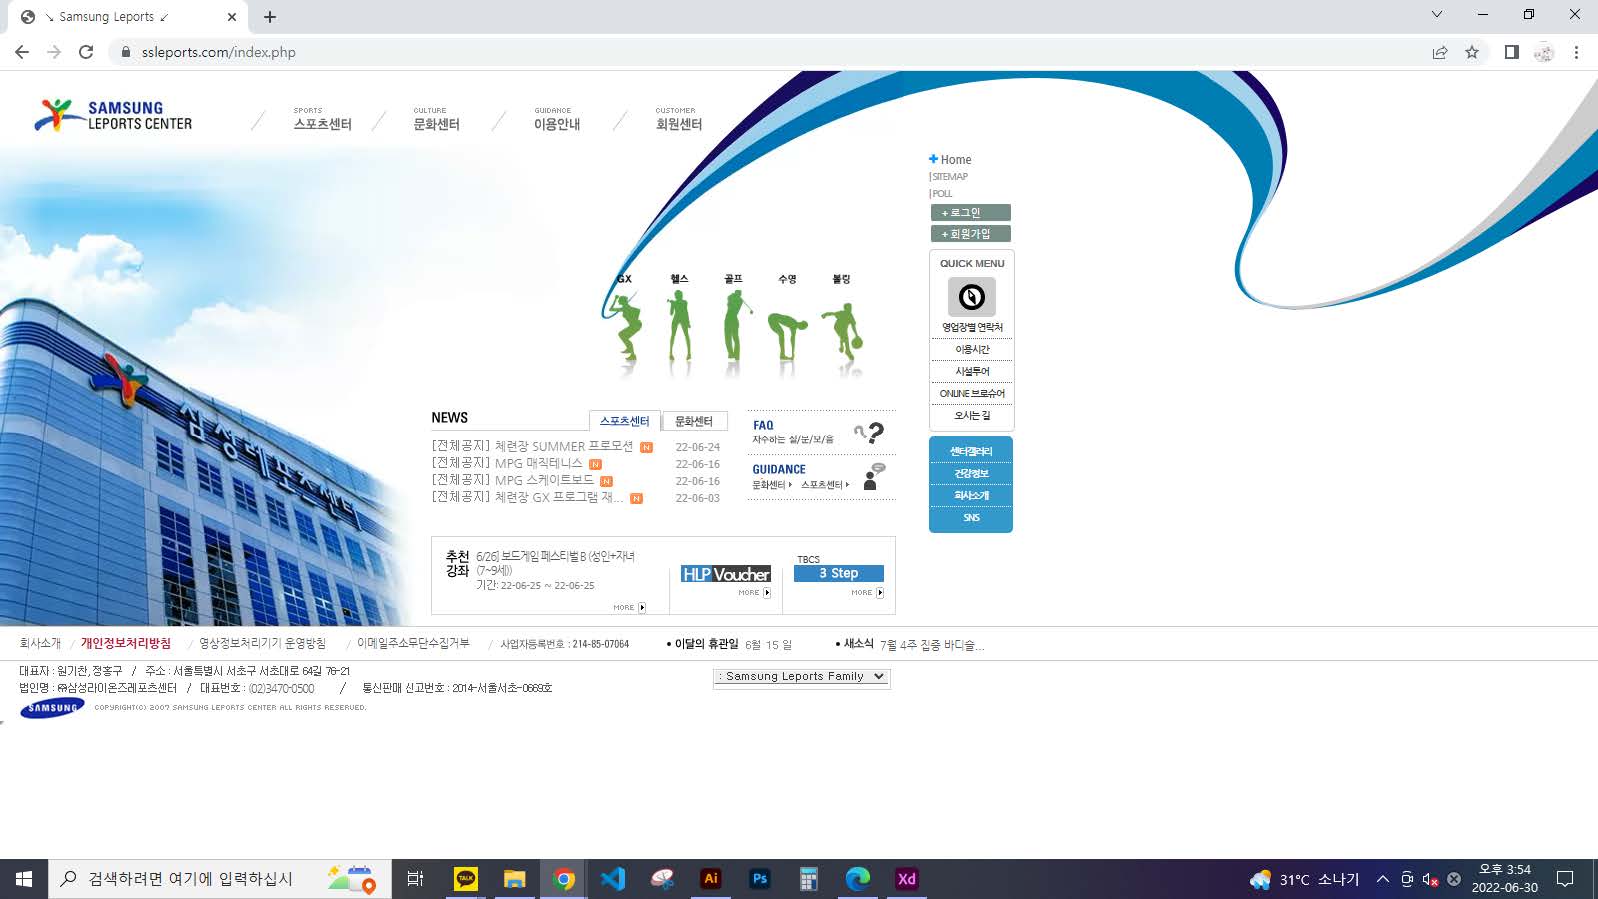 ↘ Samsung Leports ↙
ssleports.com/index.php
SAMSUNG
LEPORTS CENTER
SPORTS
스포츠센터
CULTURE
문화센터
GUIDANCE
이용안내
CUSTOMER
회원센터
Home
| SITEMAP
| POLL
+ 로그인
+ 회원가입
QUICK MENU
영업장별 연락처
이용시간
시설투어
ONLINE 브로슈어
오시는 길
센터갤러리
건강정보
회사소개
SNS
삼성레포츠센터
GX 헬스 골프 수영 볼링
NEWS 스포츠센터 문화센터
[전체공지] 체련장 SUMMER 프로모션 N 22-06-24
[전체공지] MPG 매직테니스 N 22-06-16
[전체공지] MPG 스케이트보드 N 22-06-16
[전체공지] 체련장 GX 프로그램 재... N 22-06-03
FAQ
자주하는 질/문/모/음
GUIDANCE
문화센터 스포츠센터
추천
강좌
6/26] 보드게임 페스티벌 B (성인+자녀
(7~9세))
기간: 22-06-25 ~ 22-06-25
MORE
HLP Voucher
MORE
TBCS
3 Step
MORE
회사소개 / 개인정보처리방침 / 영상정보처리기기 운영방침 / 이메일주소무단수집거부 / 사업자등록번호 : 214-85-07064
• 이달의 휴관일 6월 15 일
• 새소식 7월 4주 집중 바디슬...
대표자 : 원기찬,정홍구 / 주소 : 서울특별시 서초구 서초대로 64길 76-21
법인명 : ㈜삼성라이온즈레포츠센터 / 대표번호 : (02)3470-0500 / 통신판매 신고번호 : 2014-서울서초-0669호
: Samsung Leports Family
SAMSUNG COPYRIGHT(C) 2007 SAMSUNG LEPORTS CENTER ALL RIGHTS RESERVED.
검색하려면 여기에 입력하십시
TALK
Ai
Ps
Xd
31°C 소나기
오후 3:54
2022-06-30